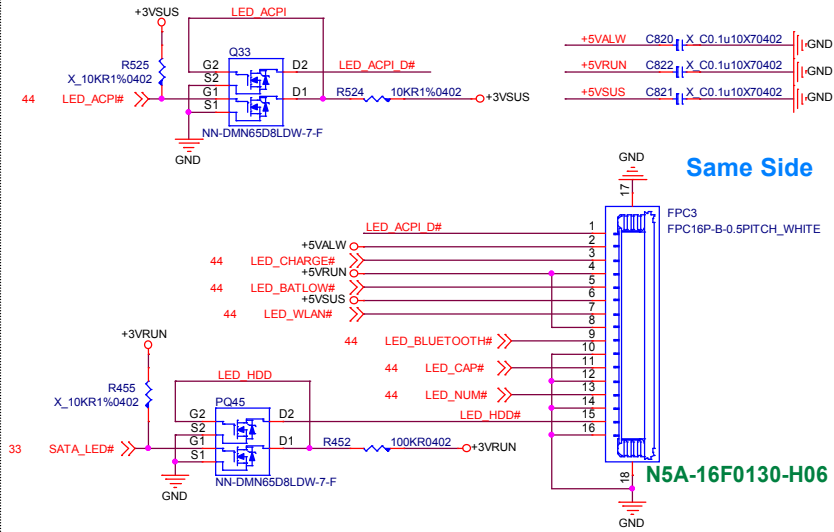 +3VSUS
LED_ACPI
R525
X_10KR1%0402
Q33
G2
S2
G1
S1
D2
D1
LED_ACPI_D#
44 LED_ACPI#
R524 10KR1%0402
+3VSUS
NN-DMN65D8LDW-7-F
GND
+5VALW C820 X_C0.1u10X70402 GND
+5VRUN C822 X_C0.1u10X70402 GND
+5VSUS C821 X_C0.1u10X70402 GND
Same Side
GND
17
FPC3
FPC16P-B-0.5PITCH_WHITE
LED_ACPI_D# 1
+5VALW 2
44 LED_CHARGE# 3
+5VRUN 4
44 LED_BATLOW# 5
+5VSUS 6
44 LED_WLAN# 7
8
44 LED_BLUETOOTH# 9
10
44 LED_CAP# 11
12
44 LED_NUM# 13
14
LED_HDD# 15
16
18
GND
N5A-16F0130-H06
+3VRUN
R455
X_10KR1%0402
LED_HDD
PQ45
G2
S2
G1
S1
D2
D1
33 SATA_LED#
R452 100KR0402
+3VRUN
NN-DMN65D8LDW-7-F
GND